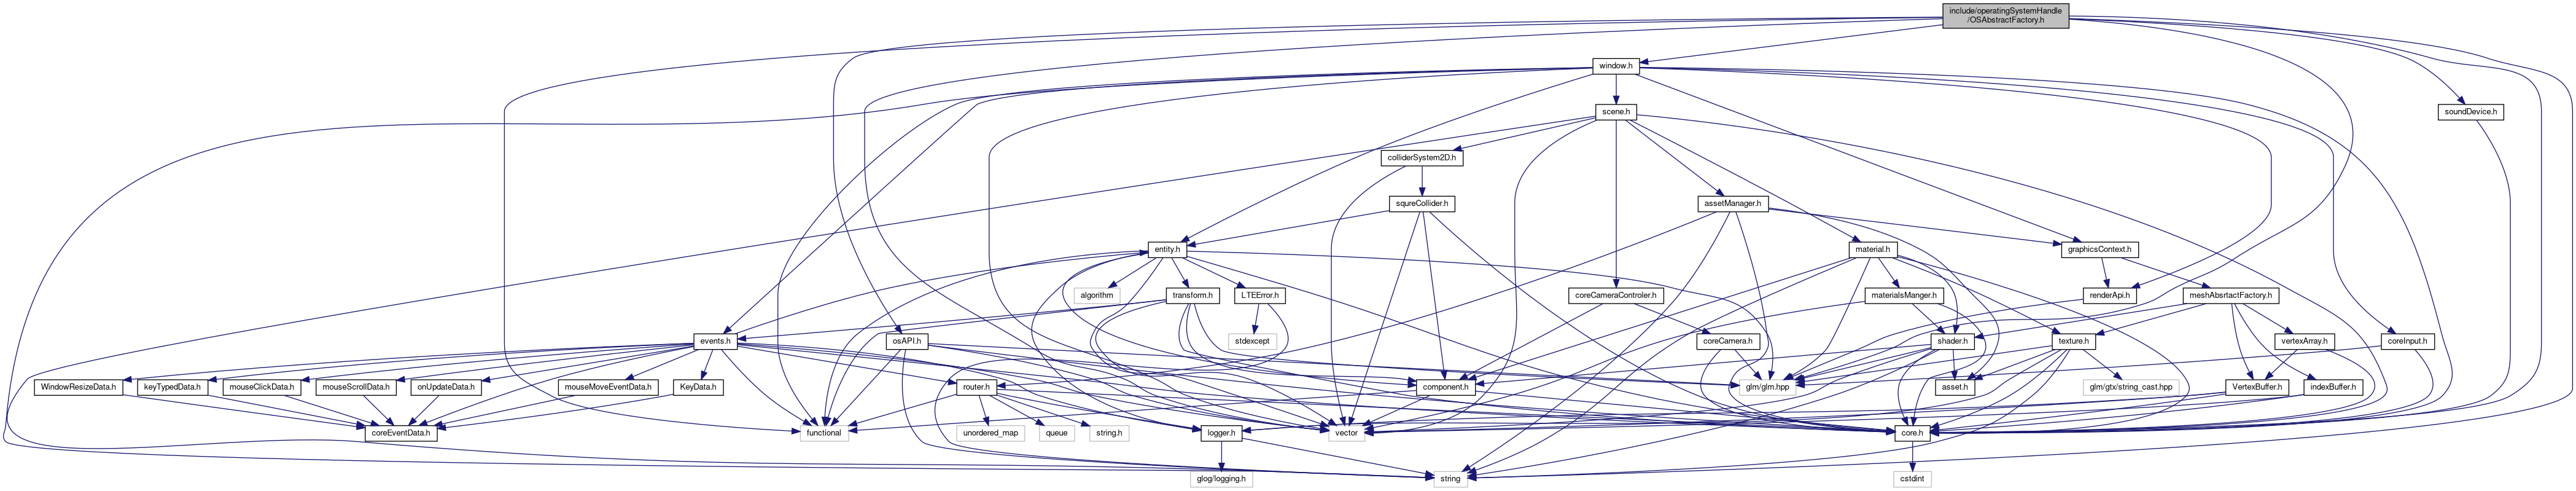 include/operatingSystemHandle
/OSAbstractFactory.h
window.h
scene.h
soundDevice.h
colliderSystem2D.h
squreCollider.h
assetManager.h
entity.h
material.h
graphicsContext.h
algorithm
transform.h
LTEError.h
coreCameraControler.h
materialsManger.h
renderApi.h
meshAbsrtactFactory.h
events.h
osAPI.h
stdexcept
coreCamera.h
shader.h
texture.h
vertexArray.h
coreInput.h
WindowResizeData.h
keyTypedData.h
mouseClickData.h
mouseScrollData.h
onUpdateData.h
mouseMoveEventData.h
KeyData.h
router.h
component.h
glm/glm.hpp
asset.h
glm/gtx/string_cast.hpp
VertexBuffer.h
indexBuffer.h
coreEventData.h
functional
unordered_map
queue
string.h
logger.h
vector
core.h
glog/logging.h
string
cstdint